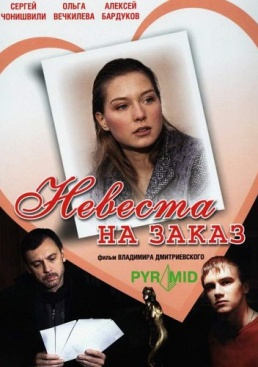 СЕРГЕЙ ЧОНИШВИЛИ
ОЛЬГА ВЕЧКИЛЕВА
АЛЕКСЕЙ БАРДУКОВ
НЕВЕСТА
НА ЗАКАЗ
ФИЛЬМ ВЛАДИМИРА ДМИТРИЕВСКОГО
PYRAMID